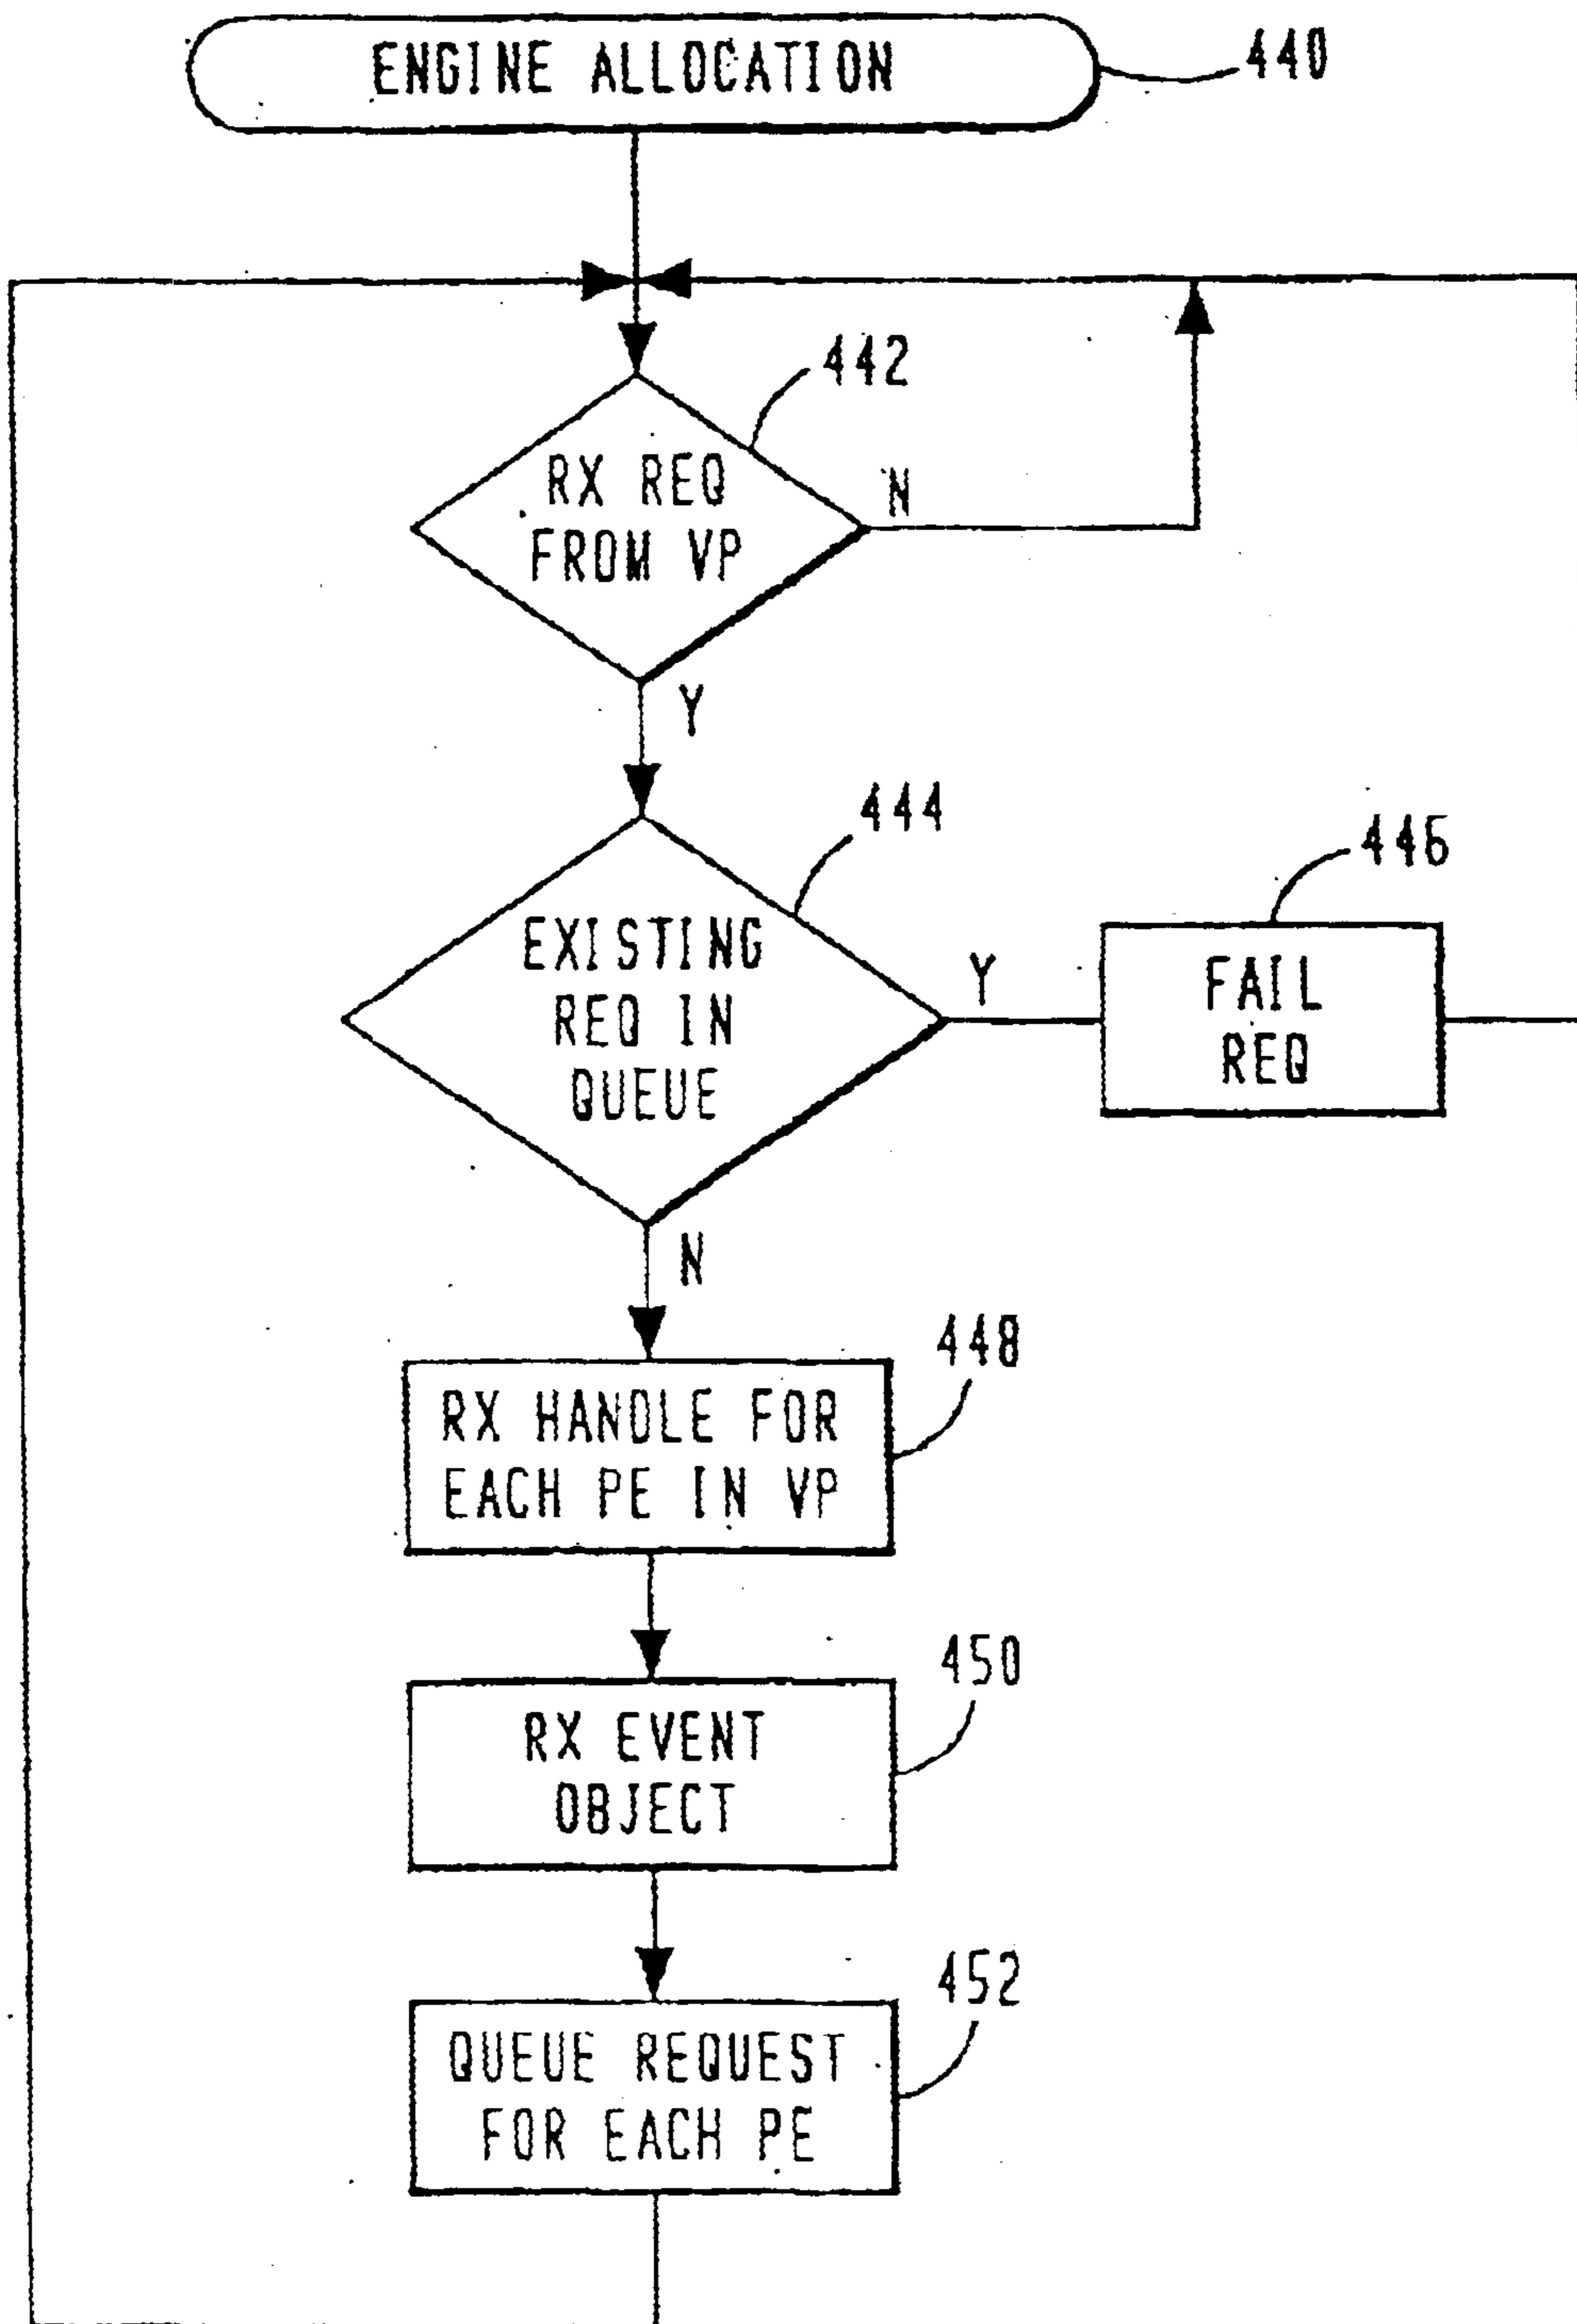 ENGINE ALLOCATION
440
442
RX REQ
FROM VP
N
Y
444
EXISTING
REQ IN
QUEUE
Y
446
FAIL
REQ
N
448
RX HANDLE FOR
EACH PE IN VP
450
RX EVENT
OBJECT
452
QUEUE REQUEST
FOR EACH PE